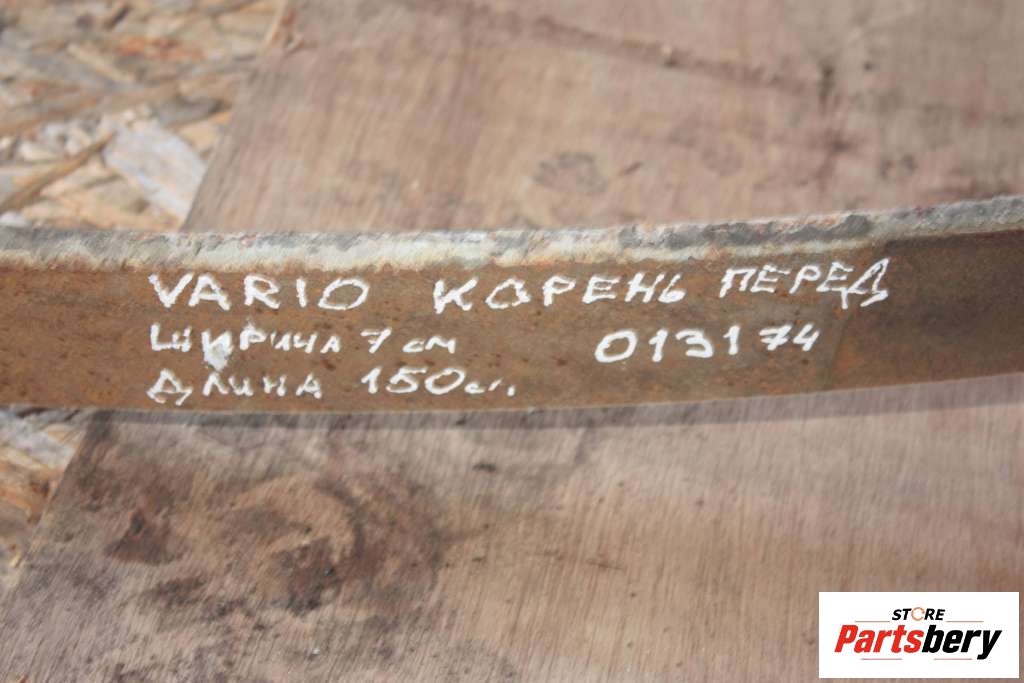 VARIO КОРЕНЬ ПЕРЕД
ШИРИНА 7 см 013174
ДЛИНА 150см.
STORE
Partsbery